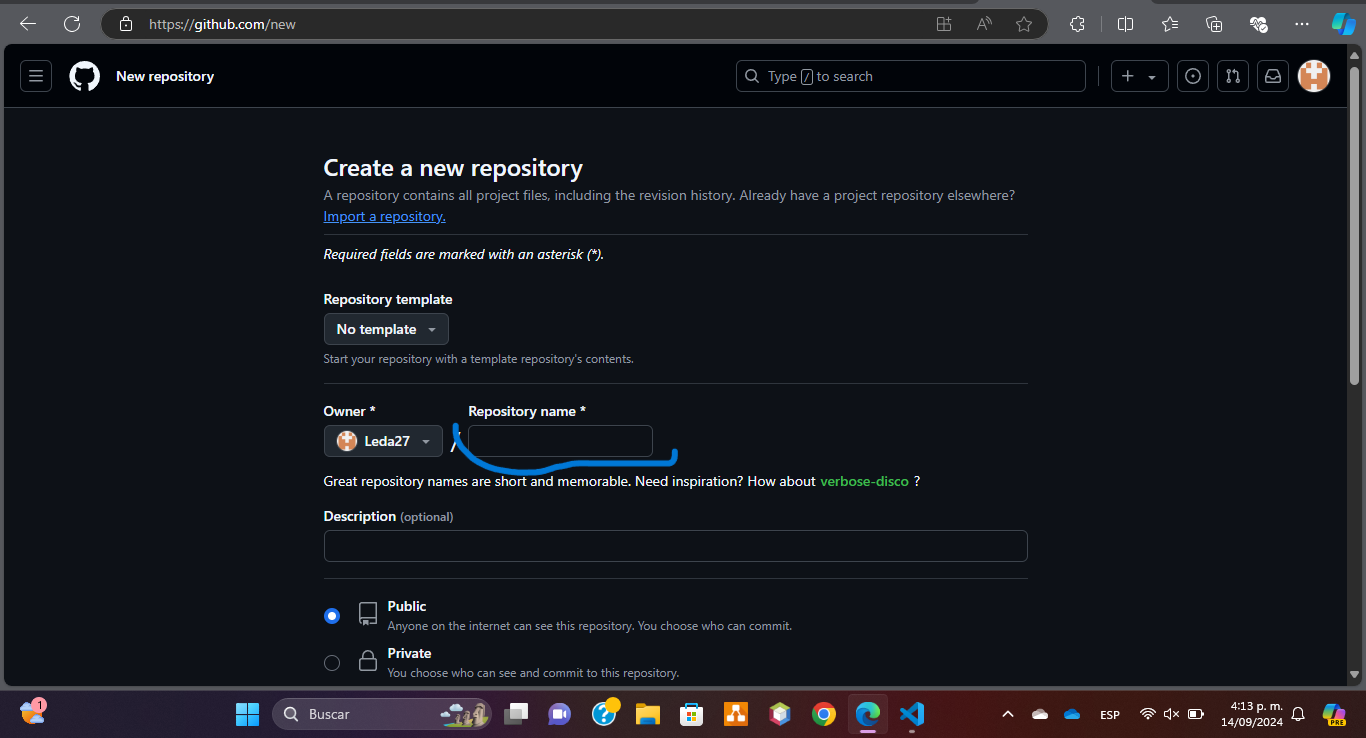 https://github.com/new
New repository
Type / to search
Create a new repository
A repository contains all project files, including the revision history. Already have a project repository elsewhere?
Import a repository.
Required fields are marked with an asterisk (*).
Repository template
No template
Start your repository with a template repository's contents.
Owner * Repository name *
Leda27 /
Great repository names are short and memorable. Need inspiration? How about verbose-disco ?
Description (optional)
Public
Anyone on the internet can see this repository. You choose who can commit.
Private
You choose who can see and commit to this repository.
1
Buscar
ESP
4:13 p. m.
14/09/2024
PRE